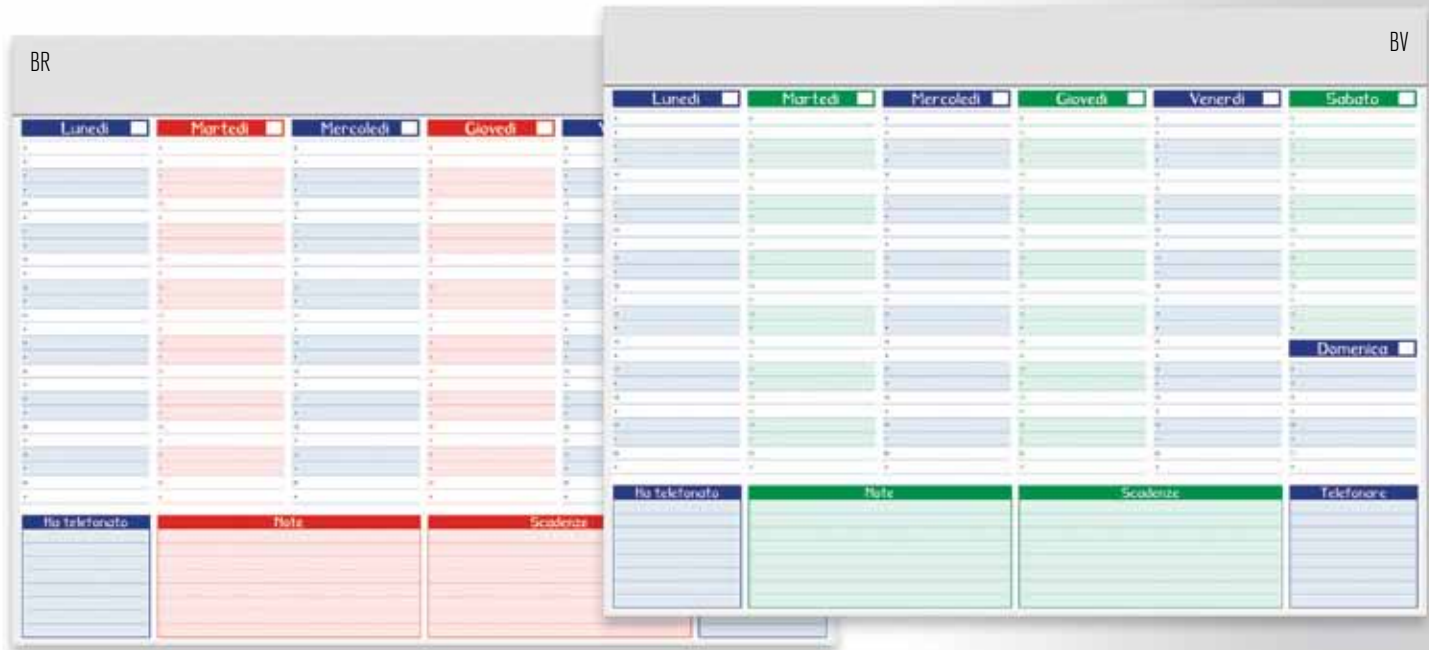 BR
Lunedì
Martedì
Mercoledì
Giovedì
V
Ha telefonato
Note
Scadenze
BV
Lunedì
Martedì
Mercoledì
Giovedì
Venerdì
Sabato
Domenica
Ha telefonato
Note
Scadenze
Telefonare